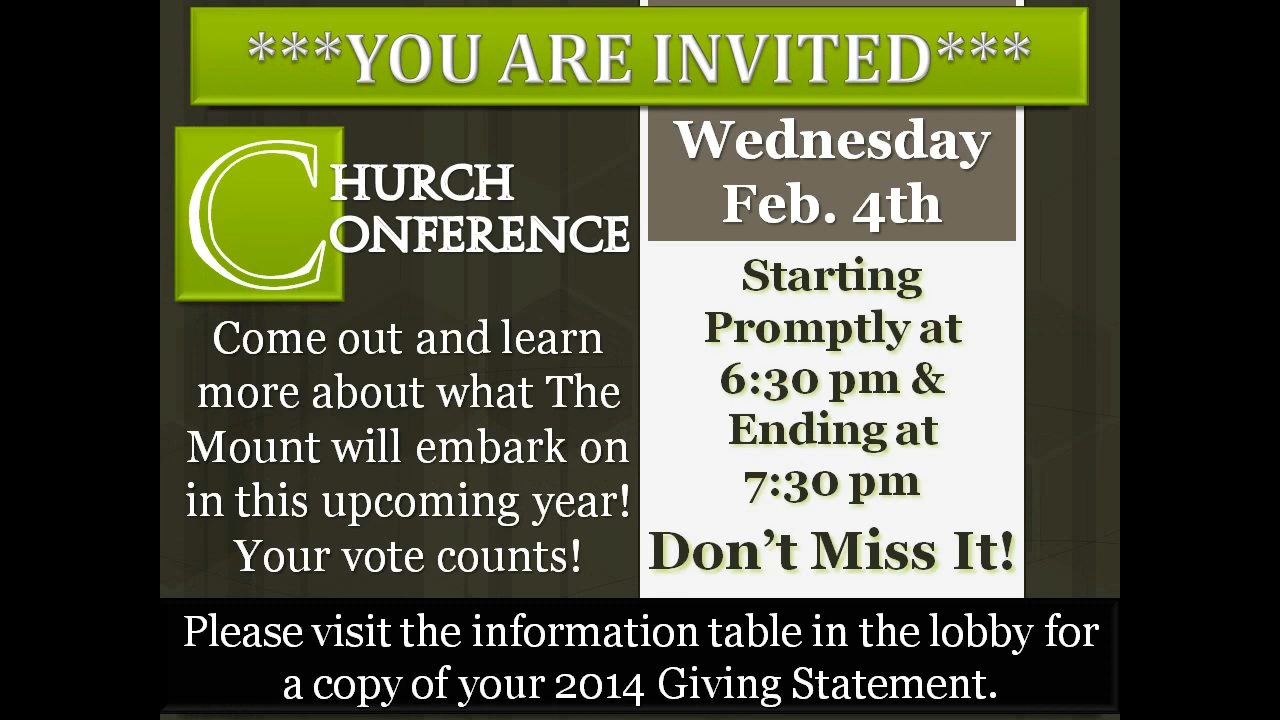 ***YOU ARE INVITED***
CHURCH
CONFERENCE
Come out and learn
more about what The
Mount will embark on
in this upcoming year!
Your vote counts!
Wednesday
Feb. 4th
Starting
Promptly at
6:30 pm &
Ending at
7:30 pm
Don't Miss It!
Please visit the information table in the lobby for
a copy of your 2014 Giving Statement.